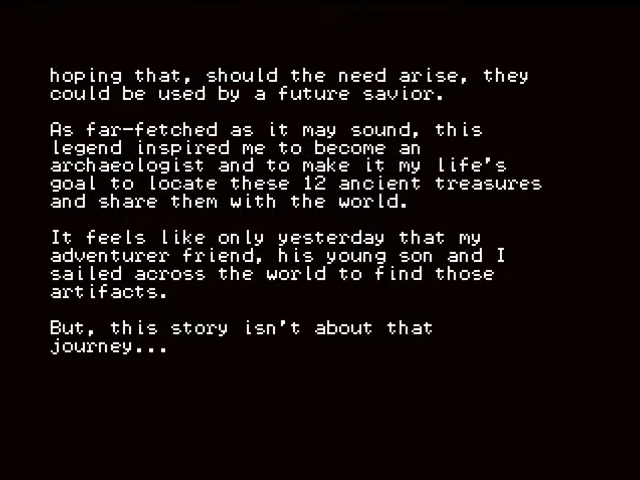 hoping that, should the need arise, they
could be used by a future savior.
As far-fetched as it may sound, this
legend inspired me to become an
archaeologist and to make it my life's
goal to locate these 12 ancient treasures
and share them with the world.
It feels like only yesterday that my
adventurer friend, his young son and I
sailed across the world to find those
artifacts.
But, this story isn't about that
journey...